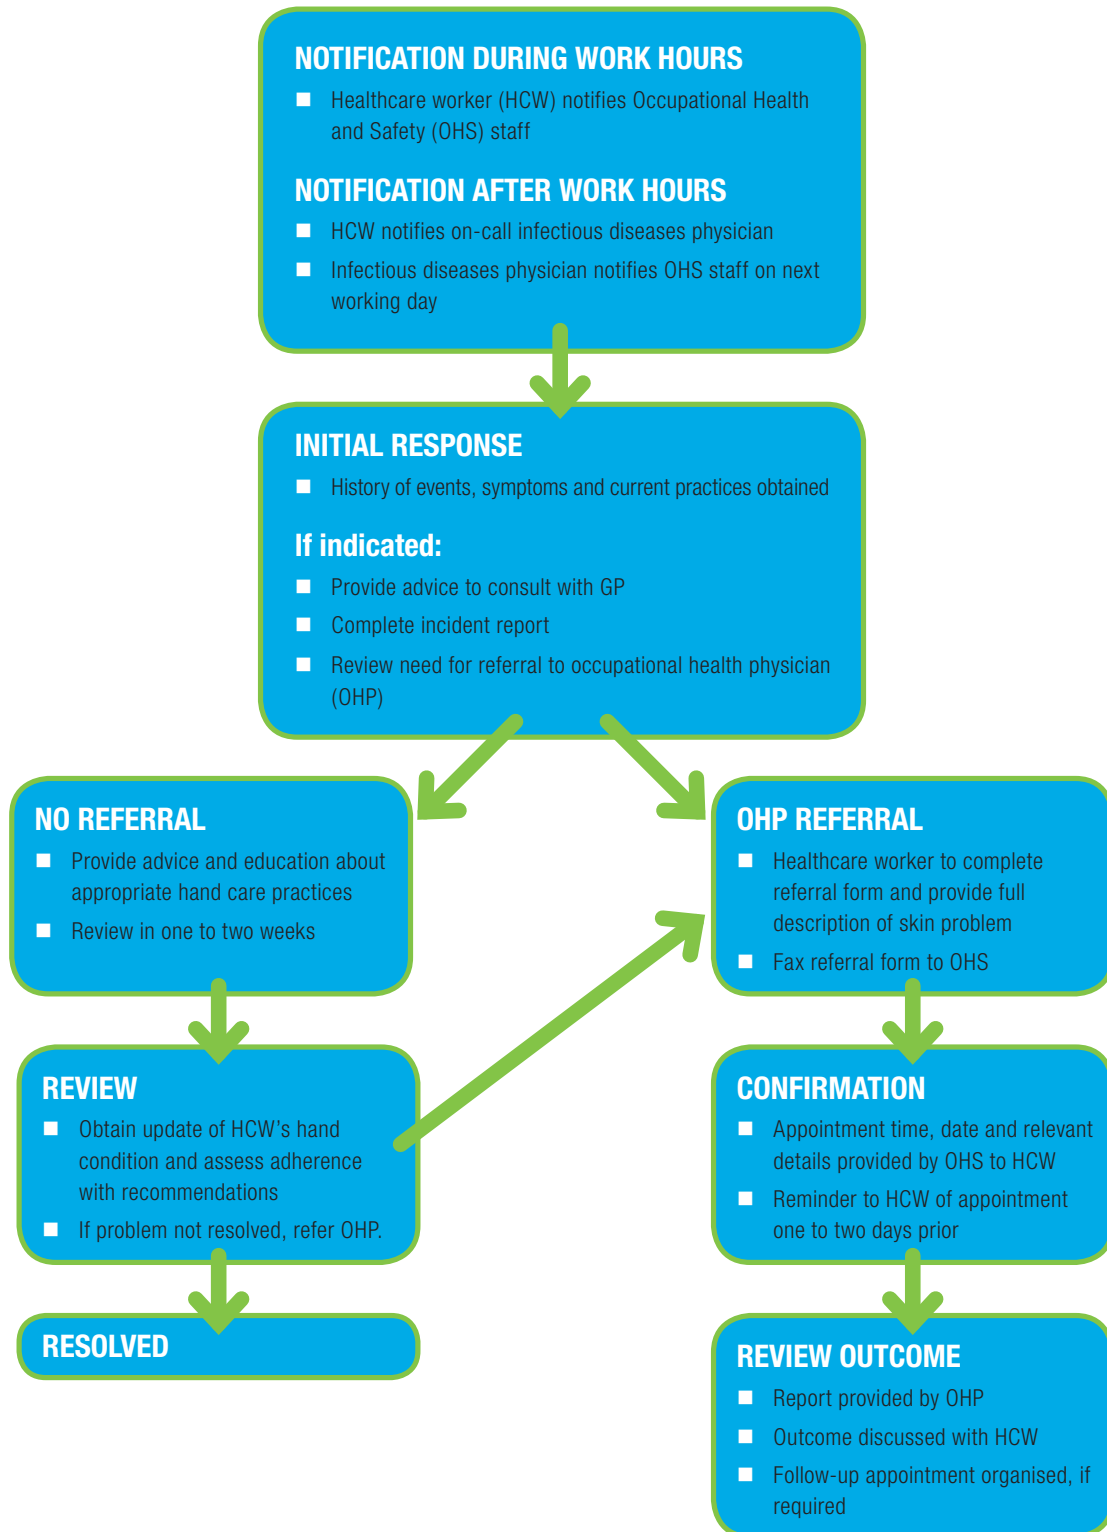 NOTIFICATION DURING WORK HOURS
Healthcare worker (HCW) notifies Occupational Health
and Safety (OHS) staff
NOTIFICATION AFTER WORK HOURS
HCW notifies on-call infectious diseases physician
Infectious diseases physician notifies OHS staff on next
working day
INITIAL RESPONSE
History of events, symptoms and current practices obtained
If indicated:
Provide advice to consult with GP
Complete incident report
Review need for referral to occupational health physician
(OHP)
NO REFERRAL
Provide advice and education about
appropriate hand care practices
Review in one to two weeks
OHP REFERRAL
Healthcare worker to complete
referral form and provide full
description of skin problem
Fax referral form to OHS
REVIEW
Obtain update of HCW's hand
condition and assess adherence
with recommendations
If problem not resolved, refer OHP.
CONFIRMATION
Appointment time, date and relevant
details provided by OHS to HCW
Reminder to HCW of appointment
one to two days prior
RESOLVED
REVIEW OUTCOME
Report provided by OHP
Outcome discussed with HCW
Follow-up appointment organised, if
required